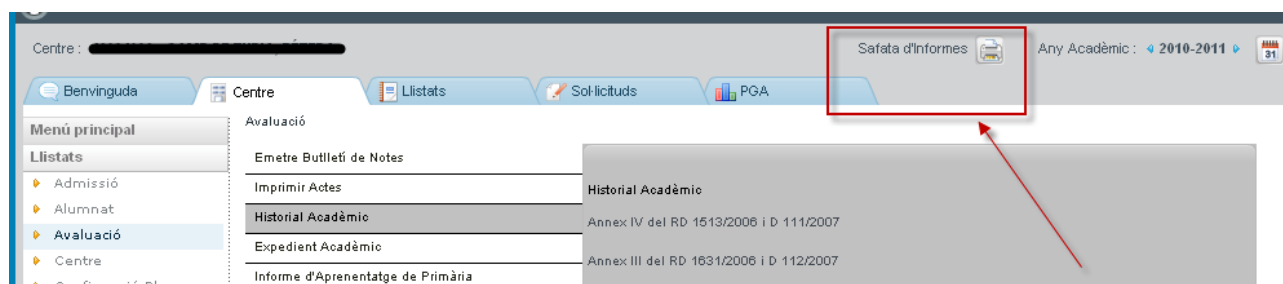 Centre :
Safata d'Informes
Any Acadèmic : 2010-2011
31
Benvinguda
Centre
Llistats
Sol·licituds
PGA
Menú principal
Llistats
Admissió
Alumnat
Avaluació
Centre
Avaluació
Emetre Butlletí de Notes
Imprimir Actes
Historial Acadèmic
Expedient Acadèmic
Informe d'Aprenentatge de Primària
Historial Acadèmic
Annex IV del RD 1513/2006 i D 111/2007
Annex III del RD 1631/2006 i D 112/2007